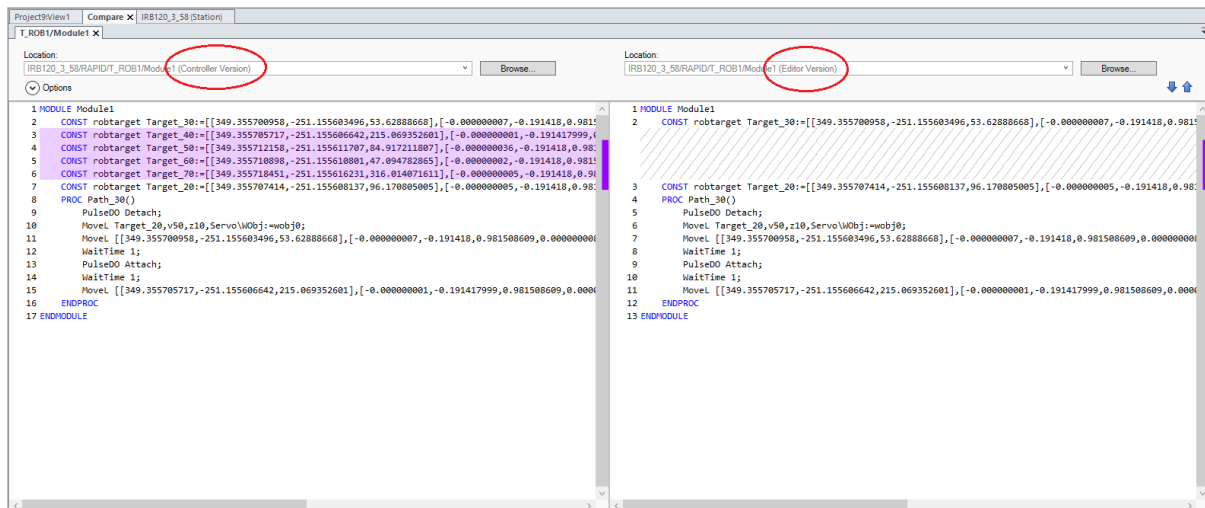 Project9:View1 Compare X IRB120_3_58 (Station)
T_ROB1/Module1 X
Location:
IRB120_3_58/RAPID/T_ROB1/Module1 (Controller Version)
Browse...
Options
1 MODULE Module1
2 CONST robtarget Target_30:=[[349.355700958,-251.155603496,53.62888668],[-0.000000007,-0.191418,0.9815
3 CONST robtarget Target_40:=[[349.355705717,-251.155606642,215.069352601],[-0.000000001,-0.191417999,0
4 CONST robtarget Target_50:=[[349.355712158,-251.155611707,84.917211807],[-0.000000036,-0.191418,0.981
5 CONST robtarget Target_60:=[[349.355710898,-251.155610801,47.094782865],[-0.00000002,-0.191418,0.9815
6 CONST robtarget Target_70:=[[349.355718451,-251.155616231,316.014071611],[-0.000000005,-0.191418,0.98
7 CONST robtarget Target_20:=[[349.355707414,-251.155608137,96.170805005],[-0.000000005,-0.191418,0.981
8 PROC Path_30()
9 PulseDO Detach;
10 MoveL Target_20,v50,z10,Servo\WObj:=wobj0;
11 MoveL [[349.355700958,-251.155603496,53.62888668],[-0.000000007,-0.191418,0.981508609,0.000000008
12 WaitTime 1;
13 PulseDO Attach;
14 WaitTime 1;
15 MoveL [[349.355705717,-251.155606642,215.069352601],[-0.000000001,-0.191417999,0.981508609,0.0000
16 ENDPROC
17 ENDMODULE
Location:
IRB120_3_58/RAPID/T_ROB1/Module1 (Editor Version)
Browse...
1 MODULE Module1
2 CONST robtarget Target_30:=[[349.355700958,-251.155603496,53.62888668],[-0.000000007,-0.191418,0.9815
3 CONST robtarget Target_20:=[[349.355707414,-251.155608137,96.170805005],[-0.000000005,-0.191418,0.981
4 PROC Path_30()
5 PulseDO Detach;
6 MoveL Target_20,v50,z10,Servo\WObj:=wobj0;
7 MoveL [[349.355700958,-251.155603496,53.62888668],[-0.000000007,-0.191418,0.981508609,0.000000008
8 WaitTime 1;
9 PulseDO Attach;
10 WaitTime 1;
11 MoveL [[349.355705717,-251.155606642,215.069352601],[-0.000000001,-0.191417999,0.981508609,0.0000
12 ENDPROC
13 ENDMODULE